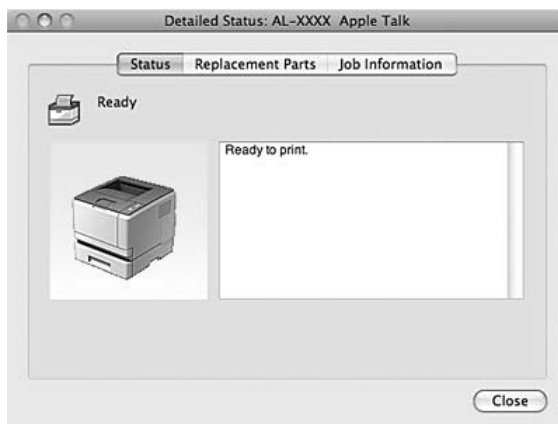 Detailed Status: AL-XXXX Apple Talk
Status Replacement Parts Job Information
Ready
Ready to print.
Close